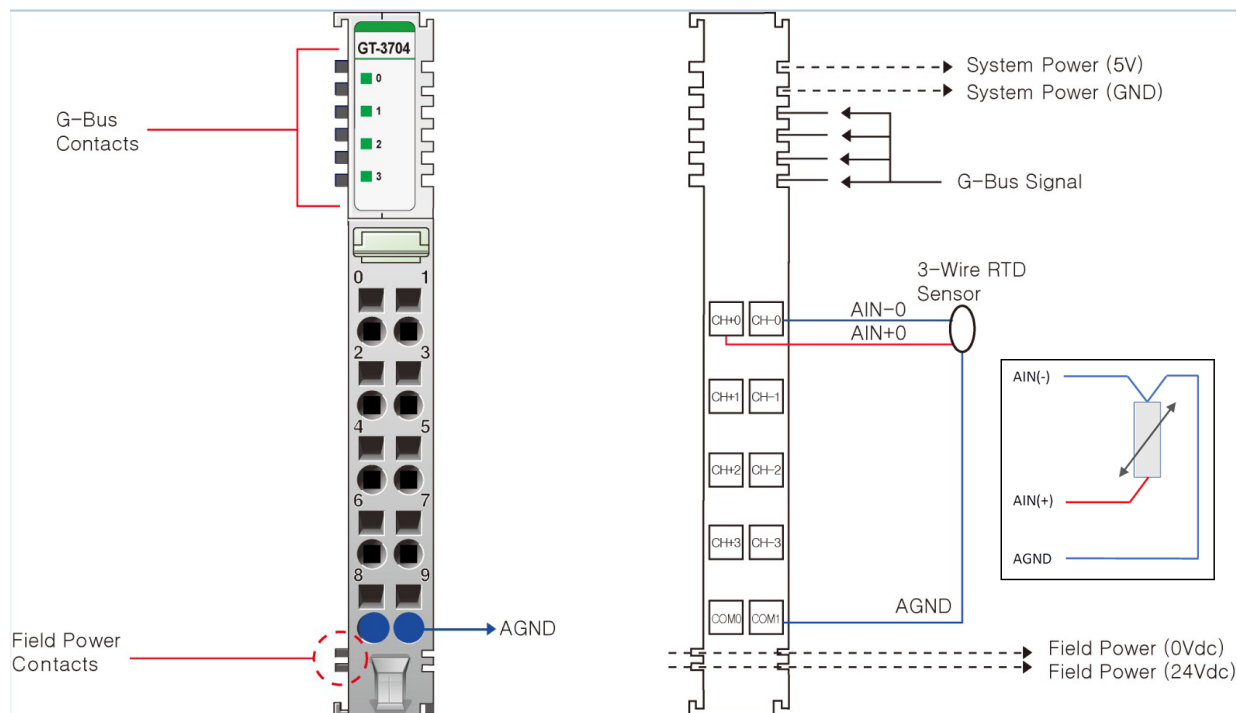 GT-3704
0
1
2
3
G-Bus
Contacts
0 1
2 3
4 5
6 7
8 9
AGND
Field Power
Contacts
System Power (5V)
System Power (GND)
G-Bus Signal
3-Wire RTD
Sensor
CH+0 CH-0
AIN-0
AIN+0
CH+1 CH-1
CH+2 CH-2
CH+3 CH-3
COM0 COM1
AGND
AIN(-)
AIN(+)
AGND
Field Power (0Vdc)
Field Power (24Vdc)